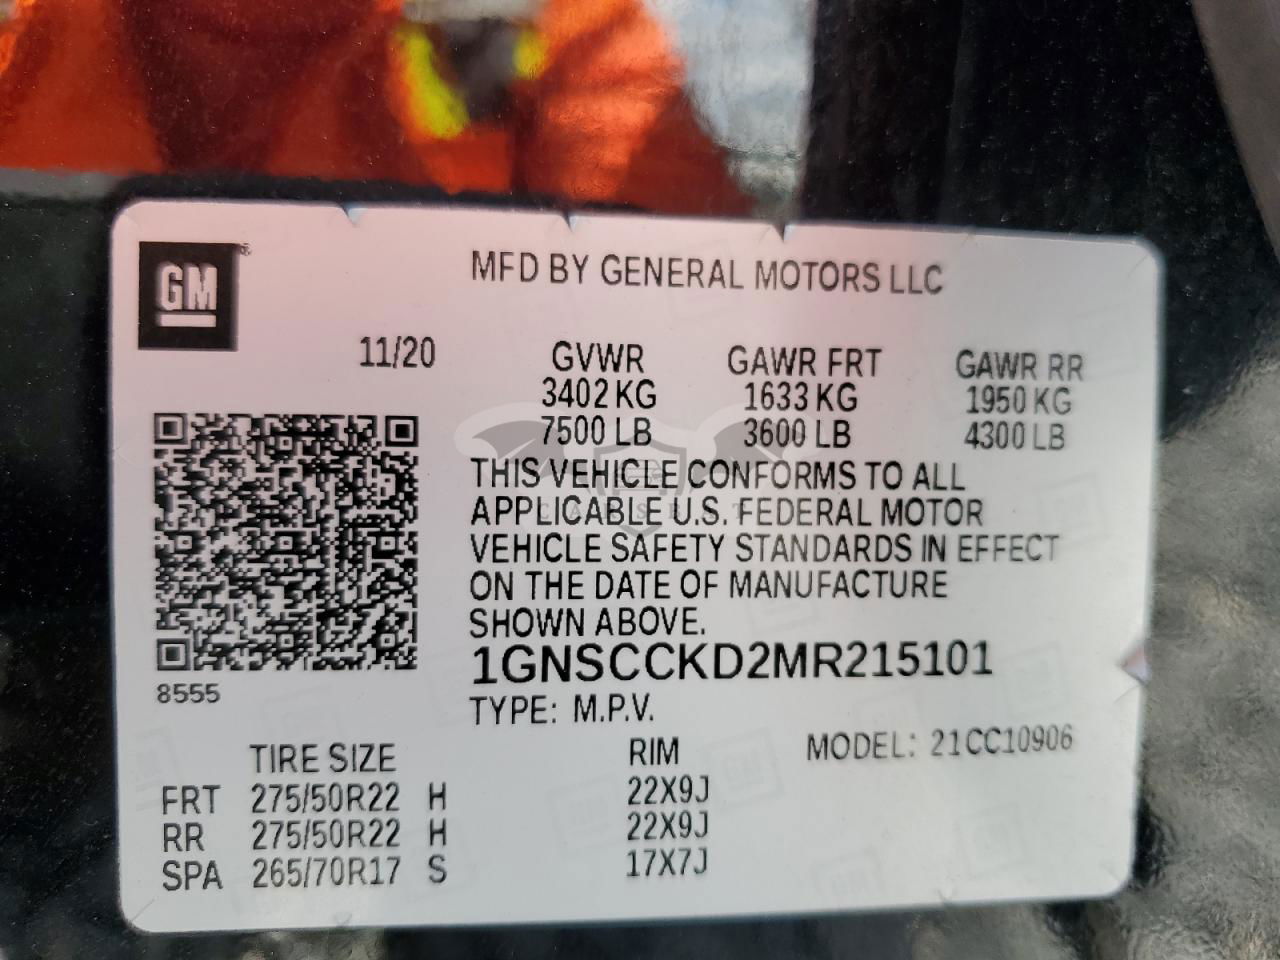 GM
MFD BY GENERAL MOTORS LLC
11/20
GVWR GAWR FRT GAWR RR
3402 KG 1633 KG 1950 KG
7500 LB 3600 LB 4300 LB
THIS VEHICLE CONFORMS TO ALL
APPLICABLE U.S. FEDERAL MOTOR
VEHICLE SAFETY STANDARDS IN EFFECT
ON THE DATE OF MANUFACTURE
SHOWN ABOVE.
1GNSCCKD2MR215101
8555
TYPE: M.P.V.
MODEL: 21CC10906
TIRE SIZE RIM
FRT 275/50R22 H 22X9J
RR 275/50R22 H 22X9J
SPA 265/70R17 S 17X7J